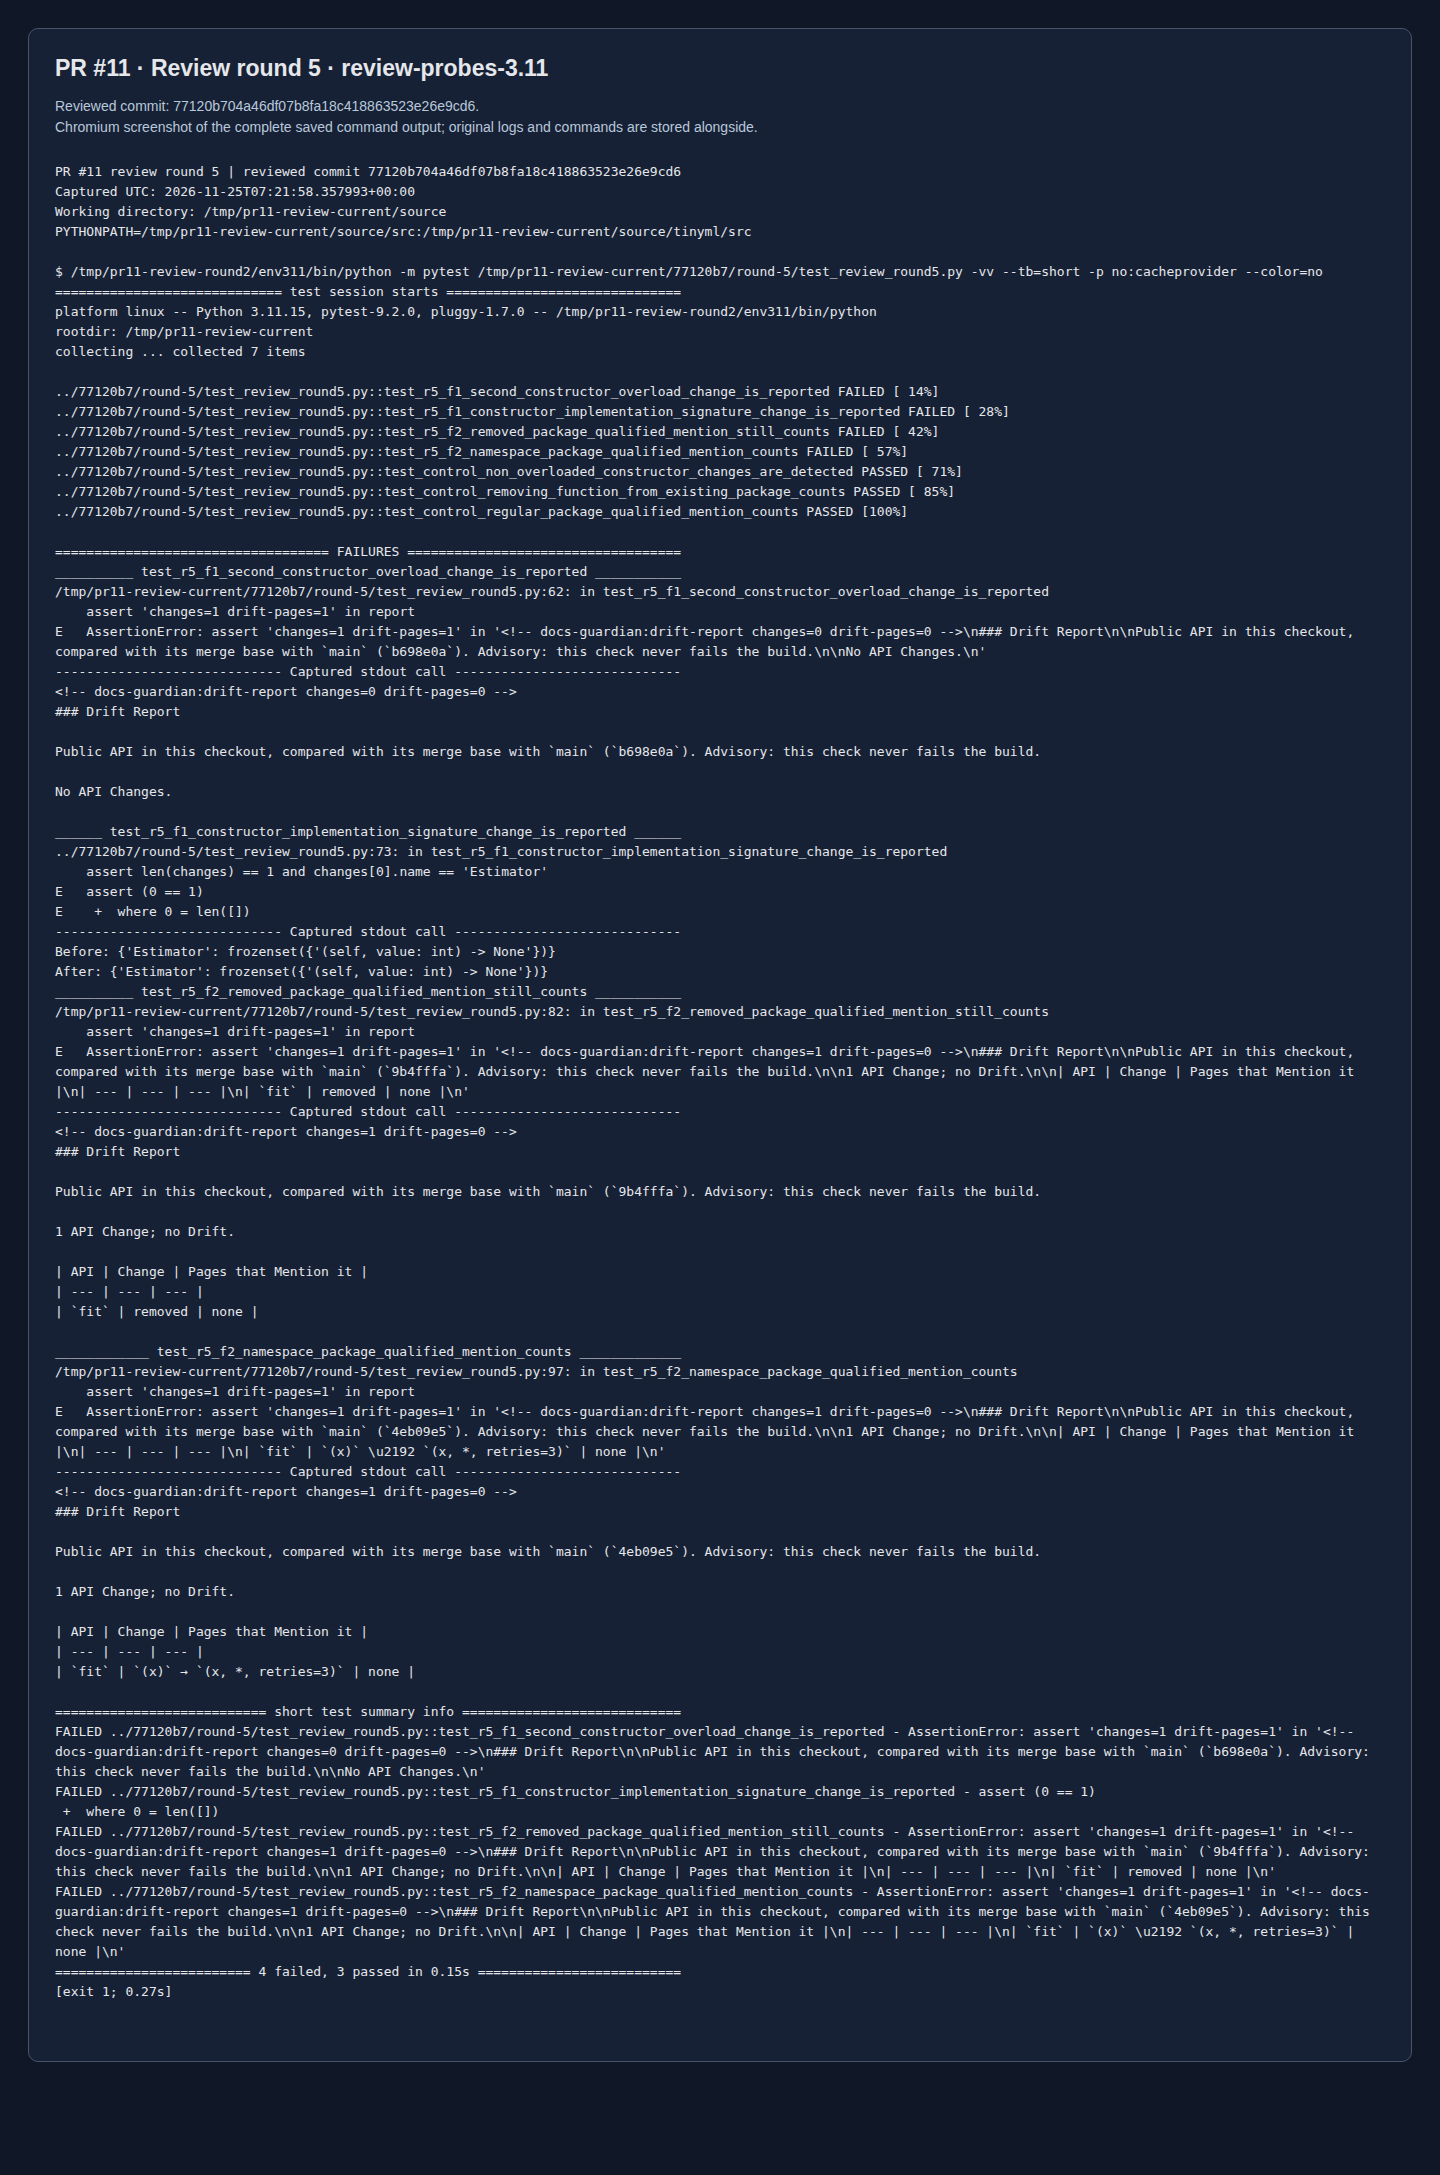 PR #11 · Review round 5 · review-probes-3.11
Reviewed commit: 77120b704a46df07b8fa18c418863523e26e9cd6.
Chromium screenshot of the complete saved command output; original logs and commands are stored alongside.
PR #11 review round 5 | reviewed commit 77120b704a46df07b8fa18c418863523e26e9cd6
Captured UTC: 2026-11-25T07:21:58.357993+00:00
Working directory: /tmp/pr11-review-current/source
PYTHONPATH=/tmp/pr11-review-current/source/src:/tmp/pr11-review-current/source/tinyml/src
$ /tmp/pr11-review-round2/env311/bin/python -m pytest /tmp/pr11-review-current/77120b7/round-5/test_review_round5.py -vv --tb=short -p no:cacheprovider --color=no
============================= test session starts ==============================
platform linux -- Python 3.11.15, pytest-9.2.0, pluggy-1.7.0 -- /tmp/pr11-review-round2/env311/bin/python
rootdir: /tmp/pr11-review-current
collecting ... collected 7 items
../77120b7/round-5/test_review_round5.py::test_r5_f1_second_constructor_overload_change_is_reported FAILED [ 14%]
../77120b7/round-5/test_review_round5.py::test_r5_f1_constructor_implementation_signature_change_is_reported FAILED [ 28%]
../77120b7/round-5/test_review_round5.py::test_r5_f2_removed_package_qualified_mention_still_counts FAILED [ 42%]
../77120b7/round-5/test_review_round5.py::test_r5_f2_namespace_package_qualified_mention_counts FAILED [ 57%]
../77120b7/round-5/test_review_round5.py::test_control_non_overloaded_constructor_changes_are_detected PASSED [ 71%]
../77120b7/round-5/test_review_round5.py::test_control_removing_function_from_existing_package_counts PASSED [ 85%]
../77120b7/round-5/test_review_round5.py::test_control_regular_package_qualified_mention_counts PASSED [100%]
=================================== FAILURES ===================================
__________ test_r5_f1_second_constructor_overload_change_is_reported ___________
/tmp/pr11-review-current/77120b7/round-5/test_review_round5.py:62: in test_r5_f1_second_constructor_overload_change_is_reported
    assert 'changes=1 drift-pages=1' in report
E   AssertionError: assert 'changes=1 drift-pages=1' in '<!-- docs-guardian:drift-report changes=0 drift-pages=0 -->\n### Drift Report\n\nPublic API in this checkout,
compared with its merge base with `main` (`b698e0a`). Advisory: this check never fails the build.\n\nNo API Changes.\n'
----------------------------- Captured stdout call -----------------------------
<!-- docs-guardian:drift-report changes=0 drift-pages=0 -->
### Drift Report
Public API in this checkout, compared with its merge base with `main` (`b698e0a`). Advisory: this check never fails the build.
No API Changes.
______ test_r5_f1_constructor_implementation_signature_change_is_reported ______
../77120b7/round-5/test_review_round5.py:73: in test_r5_f1_constructor_implementation_signature_change_is_reported
    assert len(changes) == 1 and changes[0].name == 'Estimator'
E   assert (0 == 1)
E    +  where 0 = len([])
----------------------------- Captured stdout call -----------------------------
Before: {'Estimator': frozenset({'(self, value: int) -> None'})}
After: {'Estimator': frozenset({'(self, value: int) -> None'})}
__________ test_r5_f2_removed_package_qualified_mention_still_counts ___________
/tmp/pr11-review-current/77120b7/round-5/test_review_round5.py:82: in test_r5_f2_removed_package_qualified_mention_still_counts
    assert 'changes=1 drift-pages=1' in report
E   AssertionError: assert 'changes=1 drift-pages=1' in '<!-- docs-guardian:drift-report changes=1 drift-pages=0 -->\n### Drift Report\n\nPublic API in this checkout,
compared with its merge base with `main` (`9b4fffa`). Advisory: this check never fails the build.\n\n1 API Change; no Drift.\n\n| API | Change | Pages that Mention it
|\n| --- | --- | --- |\n| `fit` | removed | none |\n'
----------------------------- Captured stdout call -----------------------------
<!-- docs-guardian:drift-report changes=1 drift-pages=0 -->
### Drift Report
Public API in this checkout, compared with its merge base with `main` (`9b4fffa`). Advisory: this check never fails the build.
1 API Change; no Drift.
| API | Change | Pages that Mention it |
| --- | --- | --- |
| `fit` | removed | none |
____________ test_r5_f2_namespace_package_qualified_mention_counts _____________
/tmp/pr11-review-current/77120b7/round-5/test_review_round5.py:97: in test_r5_f2_namespace_package_qualified_mention_counts
    assert 'changes=1 drift-pages=1' in report
E   AssertionError: assert 'changes=1 drift-pages=1' in '<!-- docs-guardian:drift-report changes=1 drift-pages=0 -->\n### Drift Report\n\nPublic API in this checkout,
compared with its merge base with `main` (`4eb09e5`). Advisory: this check never fails the build.\n\n1 API Change; no Drift.\n\n| API | Change | Pages that Mention it
|\n| --- | --- | --- |\n| `fit` | `(x)` \u2192 `(x, *, retries=3)` | none |\n'
----------------------------- Captured stdout call -----------------------------
<!-- docs-guardian:drift-report changes=1 drift-pages=0 -->
### Drift Report
Public API in this checkout, compared with its merge base with `main` (`4eb09e5`). Advisory: this check never fails the build.
1 API Change; no Drift.
| API | Change | Pages that Mention it |
| --- | --- | --- |
| `fit` | `(x)` → `(x, *, retries=3)` | none |
=========================== short test summary info ============================
FAILED ../77120b7/round-5/test_review_round5.py::test_r5_f1_second_constructor_overload_change_is_reported - AssertionError: assert 'changes=1 drift-pages=1' in '<!--
docs-guardian:drift-report changes=0 drift-pages=0 -->\n### Drift Report\n\nPublic API in this checkout, compared with its merge base with `main` (`b698e0a`). Advisory:
this check never fails the build.\n\nNo API Changes.\n'
FAILED ../77120b7/round-5/test_review_round5.py::test_r5_f1_constructor_implementation_signature_change_is_reported - assert (0 == 1)
 +  where 0 = len([])
FAILED ../77120b7/round-5/test_review_round5.py::test_r5_f2_removed_package_qualified_mention_still_counts - AssertionError: assert 'changes=1 drift-pages=1' in '<!--
docs-guardian:drift-report changes=1 drift-pages=0 -->\n### Drift Report\n\nPublic API in this checkout, compared with its merge base with `main` (`9b4fffa`). Advisory:
this check never fails the build.\n\n1 API Change; no Drift.\n\n| API | Change | Pages that Mention it |\n| --- | --- | --- |\n| `fit` | removed | none |\n'
FAILED ../77120b7/round-5/test_review_round5.py::test_r5_f2_namespace_package_qualified_mention_counts - AssertionError: assert 'changes=1 drift-pages=1' in '<!-- docs-
guardian:drift-report changes=1 drift-pages=0 -->\n### Drift Report\n\nPublic API in this checkout, compared with its merge base with `main` (`4eb09e5`). Advisory: this
check never fails the build.\n\n1 API Change; no Drift.\n\n| API | Change | Pages that Mention it |\n| --- | --- | --- |\n| `fit` | `(x)` \u2192 `(x, *, retries=3)` |
none |\n'
========================= 4 failed, 3 passed in 0.15s ==========================
[exit 1; 0.27s]